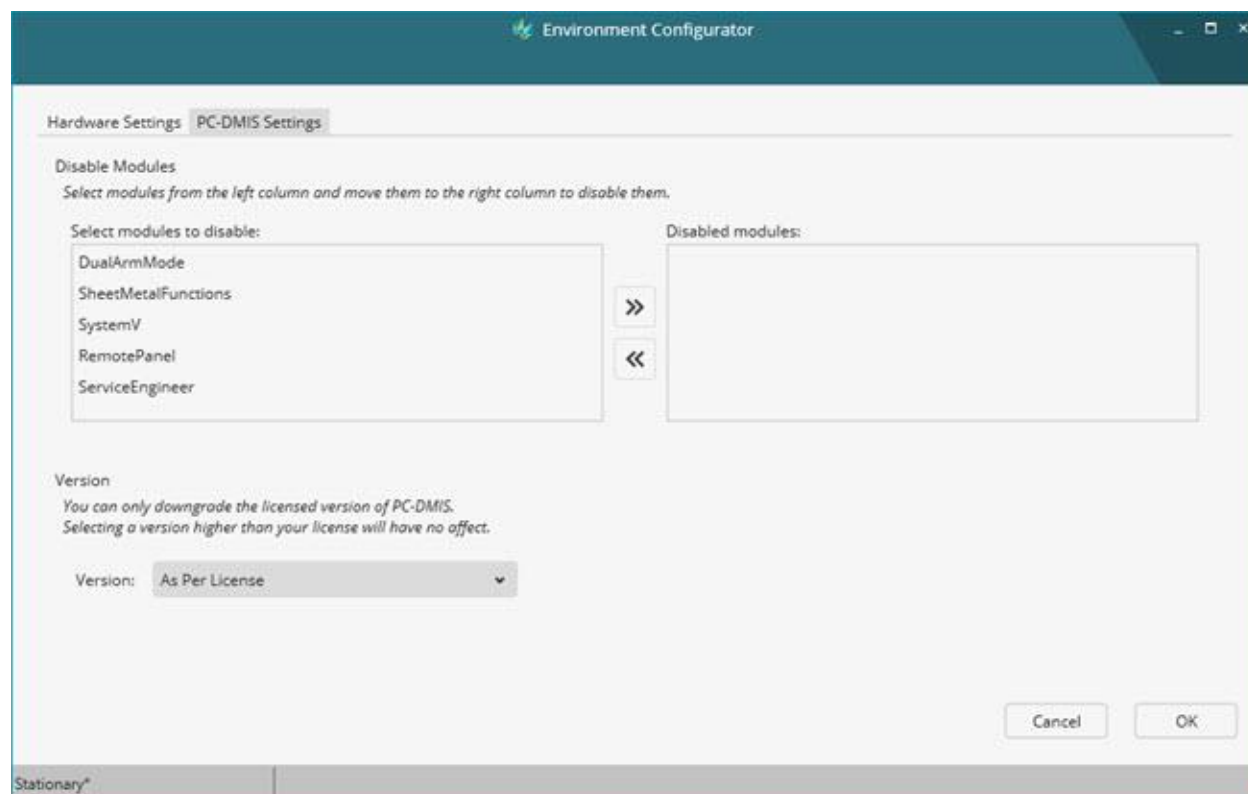 Environment Configurator
Hardware Settings PC-DMIS Settings
Disable Modules
Select modules from the left column and move them to the right column to disable them.
Select modules to disable:
Disabled modules:
DualArmMode
SheetMetalFunctions
SystemV
RemotePanel
ServiceEngineer
Version
You can only downgrade the licensed version of PC-DMIS.
Selecting a version higher than your license will have no affect.
Version: As Per License
Cancel OK
Stationary*